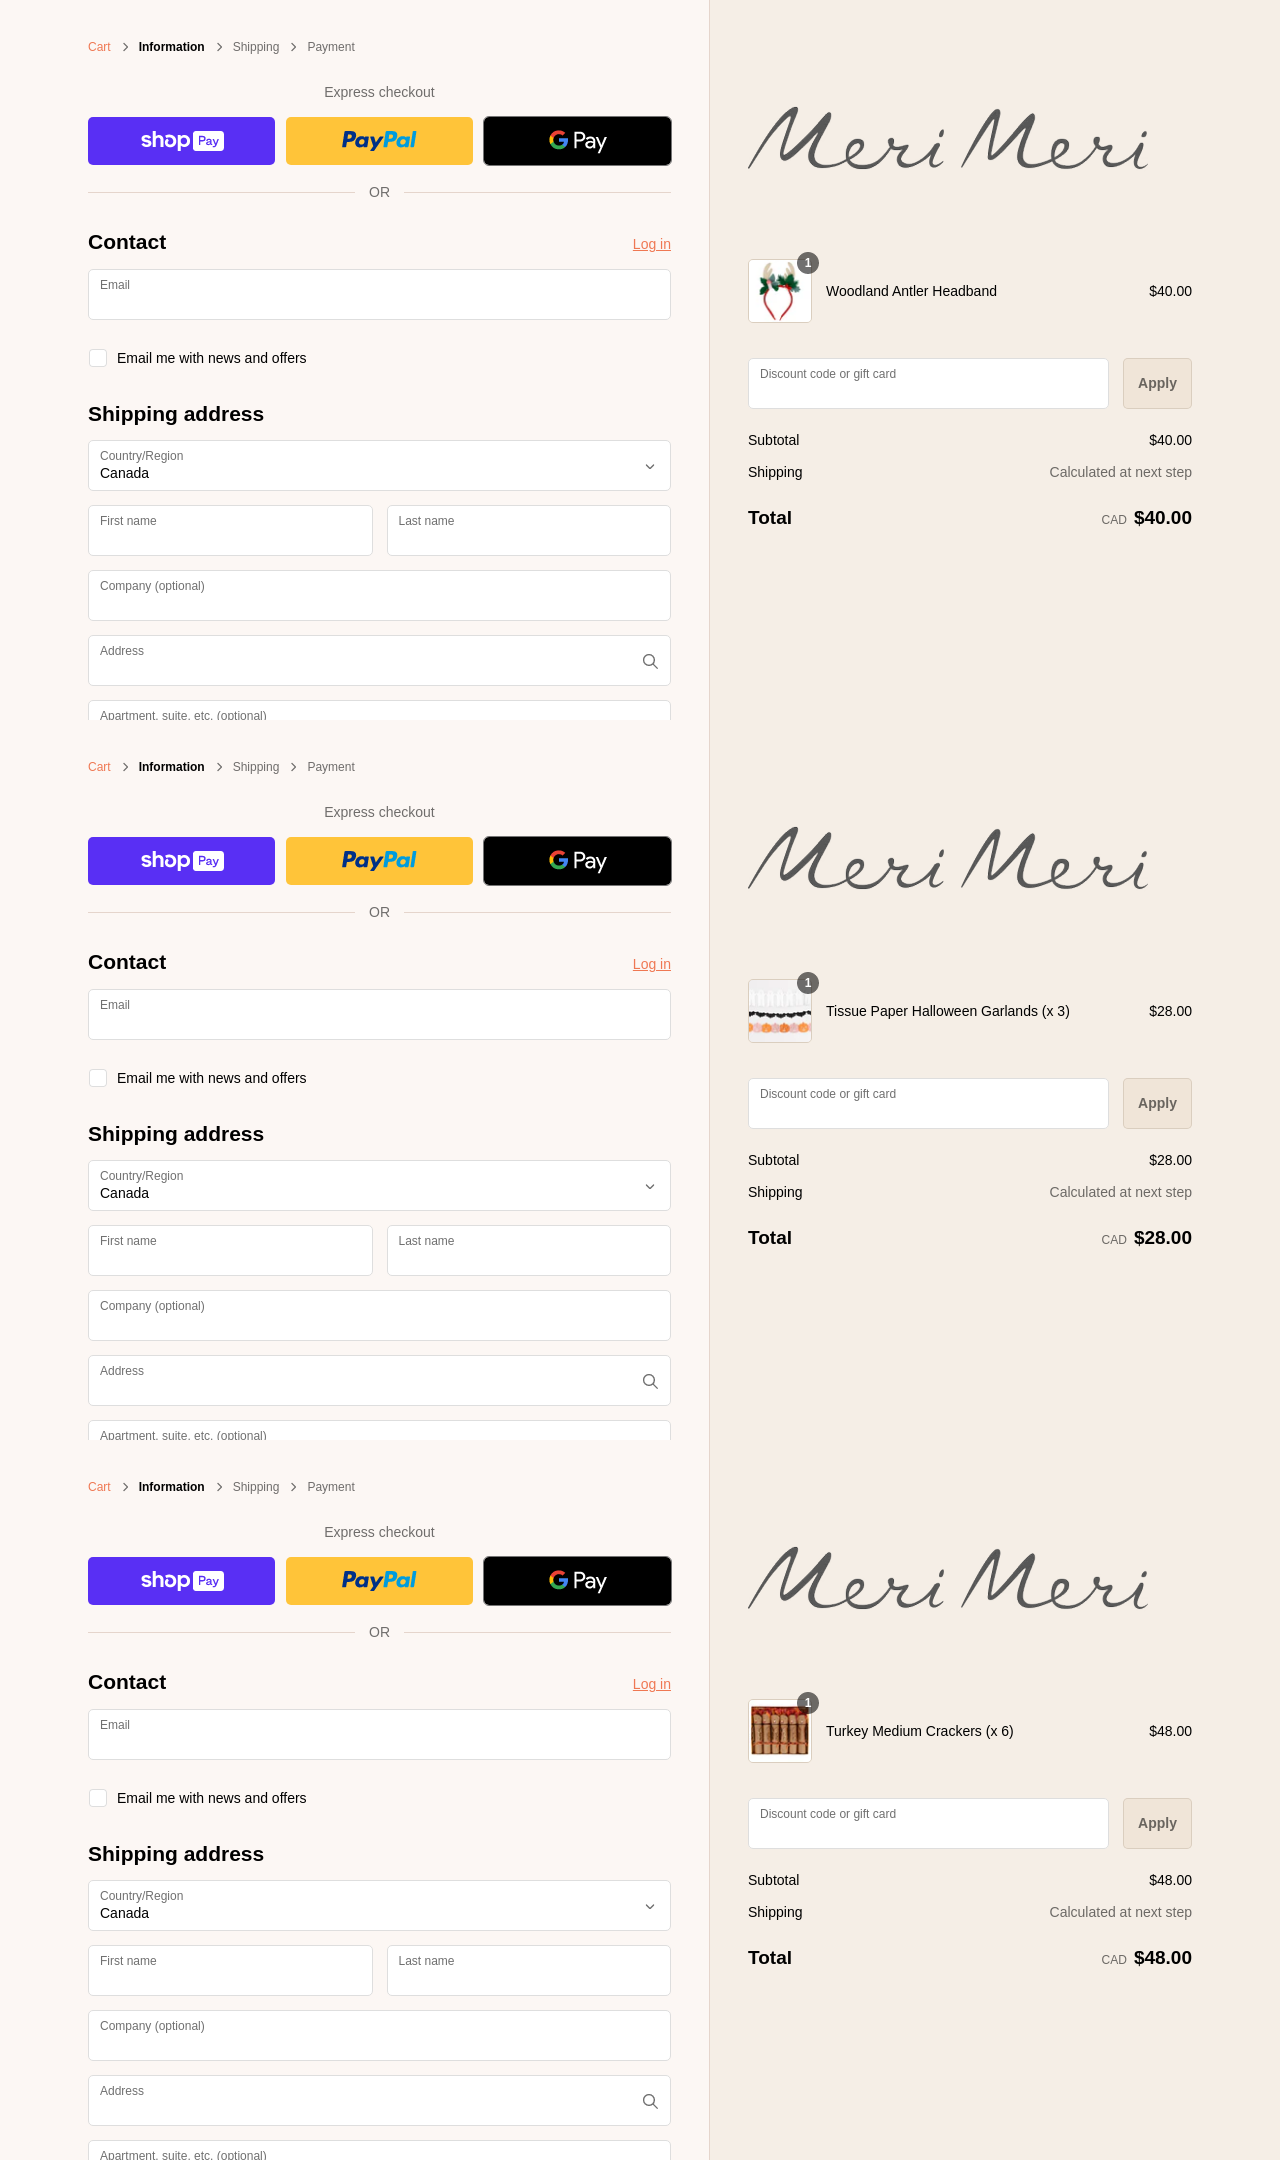 Cart Information Shipping Payment
Express checkout
shop Pay PayPal G Pay
OR
Contact Log in
Email
Email me with news and offers
Shipping address
Country/Region
Canada
First name Last name
Company (optional)
Address
Apartment, suite, etc. (optional)
Meri Meri
1
Woodland Antler Headband $40.00
Discount code or gift card Apply
Subtotal $40.00
Shipping Calculated at next step
Total CAD $40.00
Cart Information Shipping Payment
Express checkout
shop Pay PayPal G Pay
OR
Contact Log in
Email
Email me with news and offers
Shipping address
Country/Region
Canada
First name Last name
Company (optional)
Address
Apartment, suite, etc. (optional)
Meri Meri
1
Tissue Paper Halloween Garlands (x 3) $28.00
Discount code or gift card Apply
Subtotal $28.00
Shipping Calculated at next step
Total CAD $28.00
Cart Information Shipping Payment
Express checkout
shop Pay PayPal G Pay
OR
Contact Log in
Email
Email me with news and offers
Shipping address
Country/Region
Canada
First name Last name
Company (optional)
Address
Apartment, suite, etc. (optional)
Meri Meri
1
Turkey Medium Crackers (x 6) $48.00
Discount code or gift card Apply
Subtotal $48.00
Shipping Calculated at next step
Total CAD $48.00